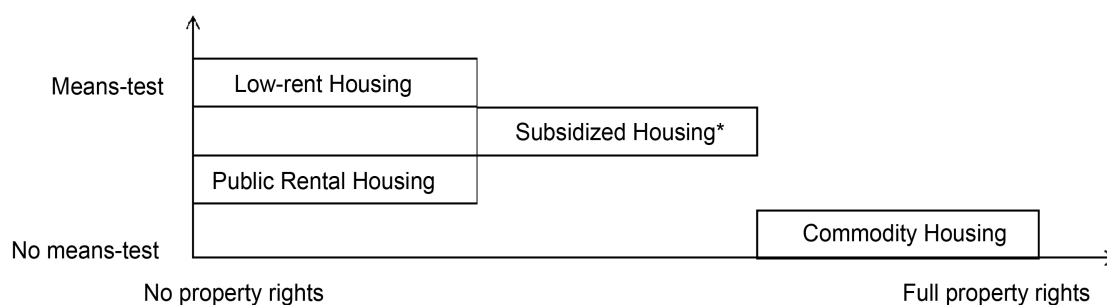 Means-test
Low-rent Housing
Subsidized Housing*
Public Rental Housing
Commodity Housing
No means-test
No property rights
Full property rights